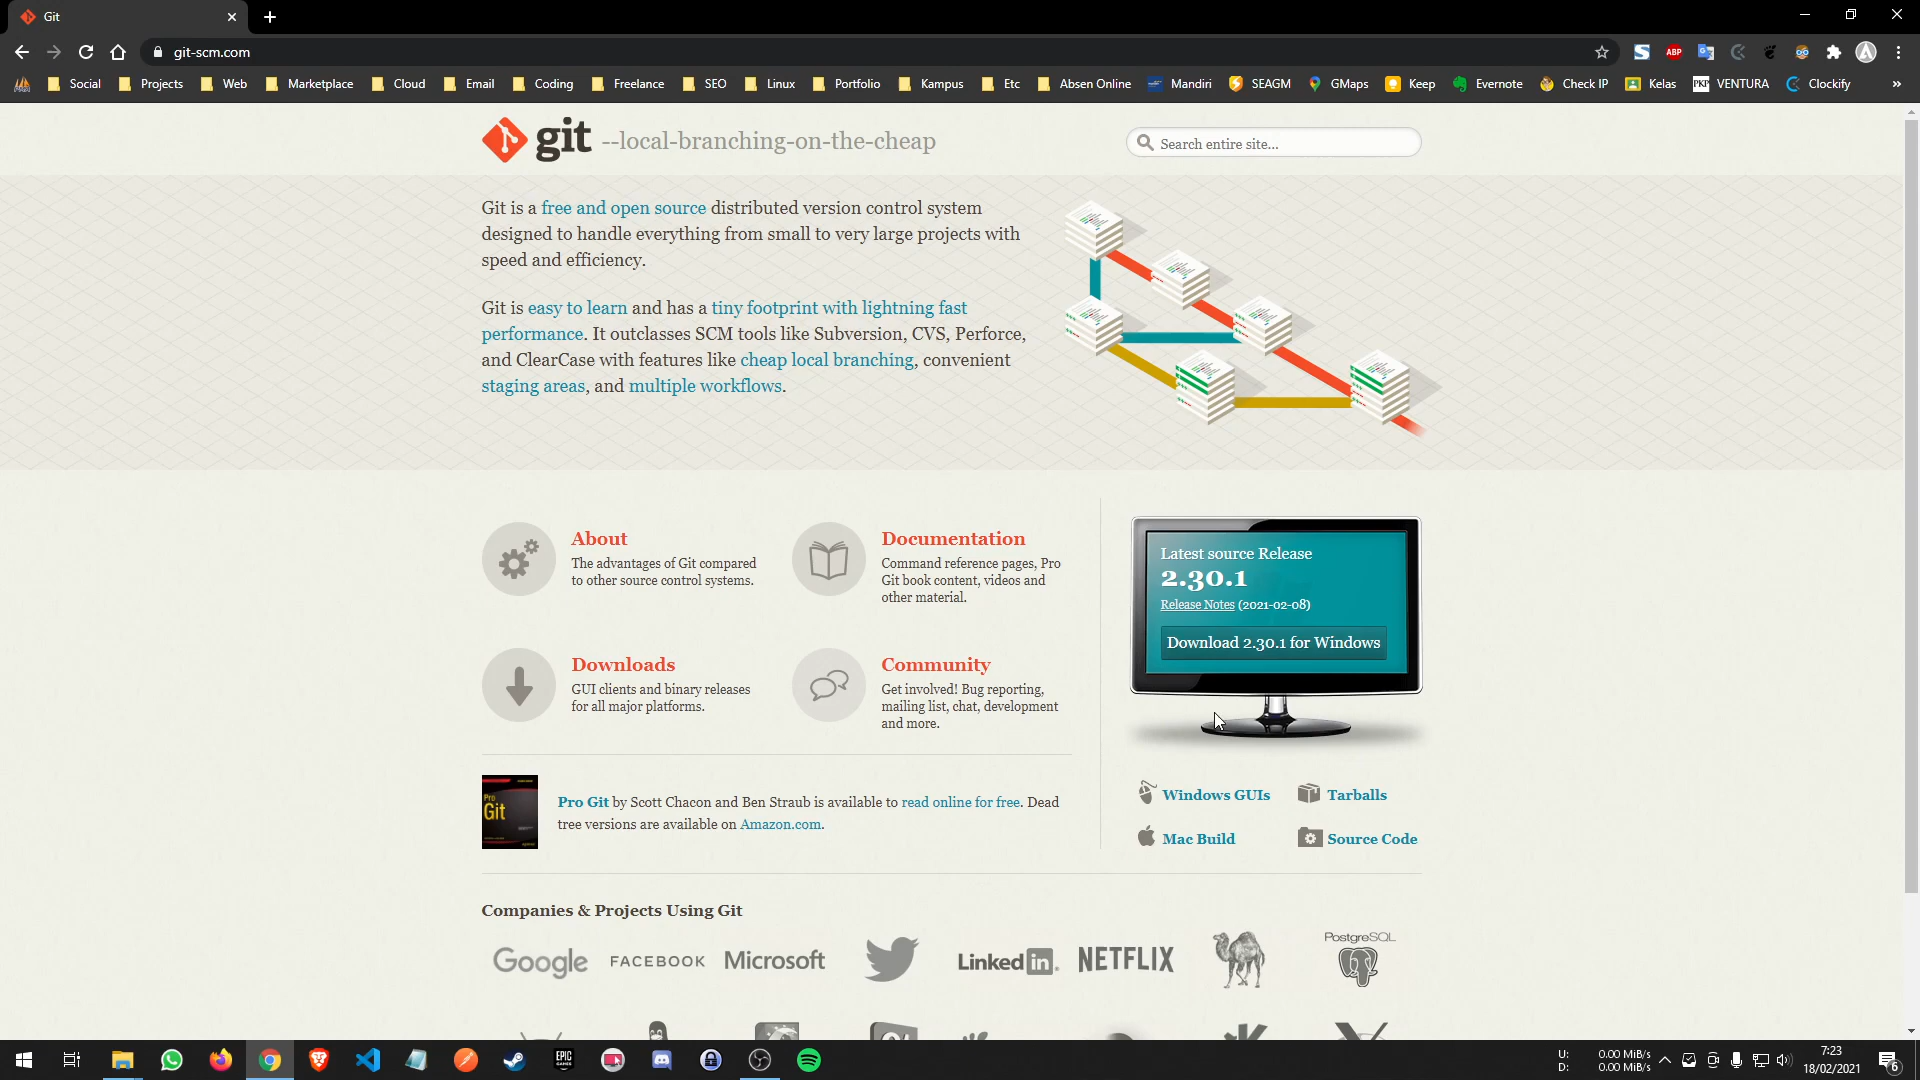 Git
git-scm.com
ABP
Social
Projects
Web
Marketplace
Cloud
Email
Coding
Freelance
SEO
Linux
Portfolio
Kampus
Etc
Absen Online
Mandiri
SEAGM
GMaps
Keep
Evernote
Check IP
Kelas
VENTURA
Clockify
»
git --local-branching-on-the-cheap
Search entire site...
Git is a free and open source distributed version control system
designed to handle everything from small to very large projects with
speed and efficiency.
Git is easy to learn and has a tiny footprint with lightning fast
performance. It outclasses SCM tools like Subversion, CVS, Perforce,
and ClearCase with features like cheap local branching, convenient
staging areas, and multiple workflows.
About
The advantages of Git compared
to other source control systems.
Documentation
Command reference pages, Pro
Git book content, videos and
other material.
Downloads
GUI clients and binary releases
for all major platforms.
Community
Get involved! Bug reporting,
mailing list, chat, development
and more.
Latest source Release
2.30.1
Release Notes (2021-02-08)
Download 2.30.1 for Windows
Windows GUIs
Tarballs
Mac Build
Source Code
Pro
Git
Pro Git by Scott Chacon and Ben Straub is available to read online for free. Dead
tree versions are available on Amazon.com.
Companies & Projects Using Git
Google
FACEBOOK
Microsoft
LinkedIn
NETFLIX
PostgreSQL
EPIC
GAMES
U: 0.00 MiB/s
D: 0.00 MiB/s
7:23
18/02/2021
6